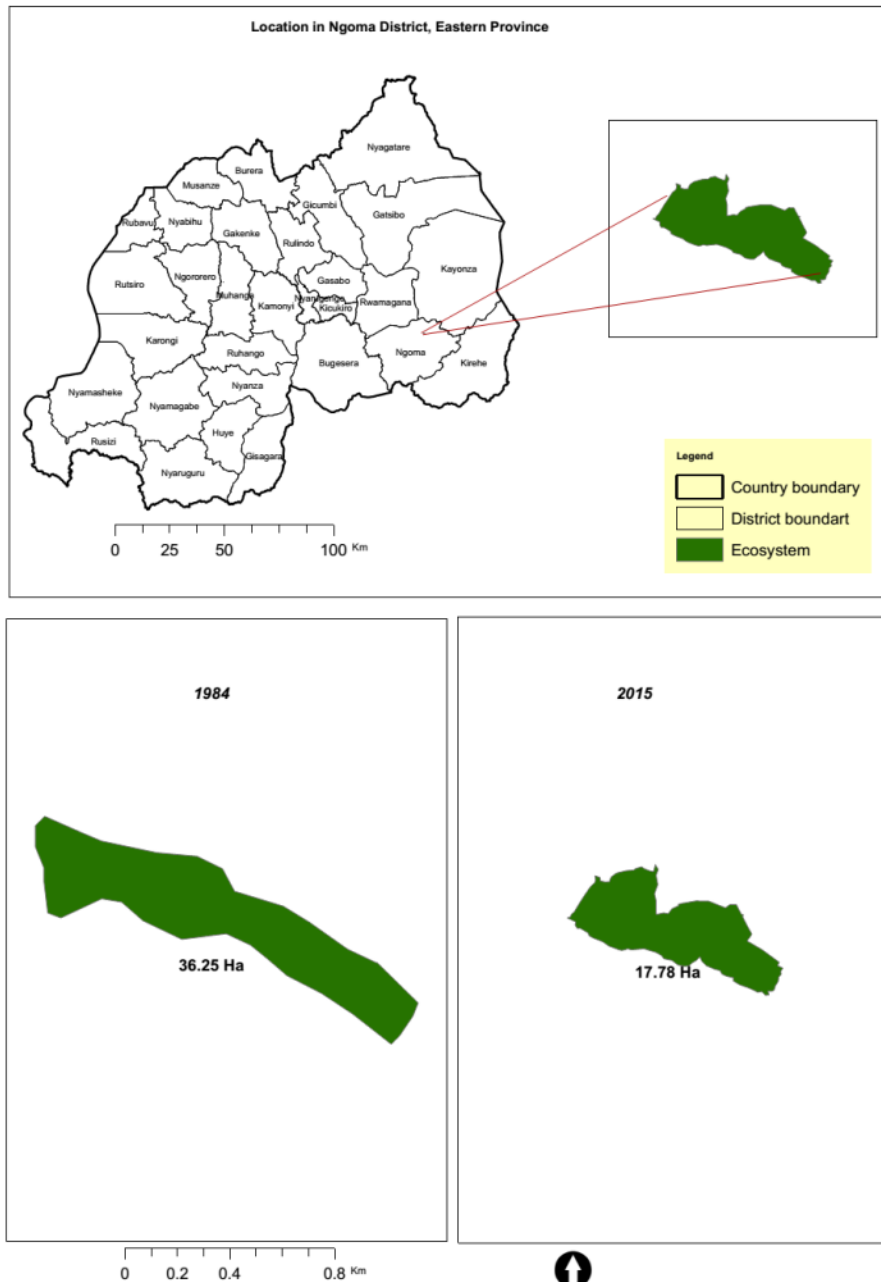 Location in Ngoma District, Eastern Province
Nyagatare
Burera
Musanze
Gicumbi
Rubavu
Nyabihu
Gatsibo
Gakenke
Rulindo
Kayonza
Rutsiro
Ngororero
Gasabo
Muhanga
Kamonyi
Kicukiro
Rwamagana
Karongi
Ruhango
Bugesera
Ngoma
Kirehe
Nyamasheke
Nyamagabe
Nyanza
Rusizi
Huye
Gisagara
Nyaruguru
Legend
Country boundary
District boundart
Ecosystem
0 25 50 100 Km
1984
2015
36.25 Ha
17.78 Ha
0 0.2 0.4 0.8 Km